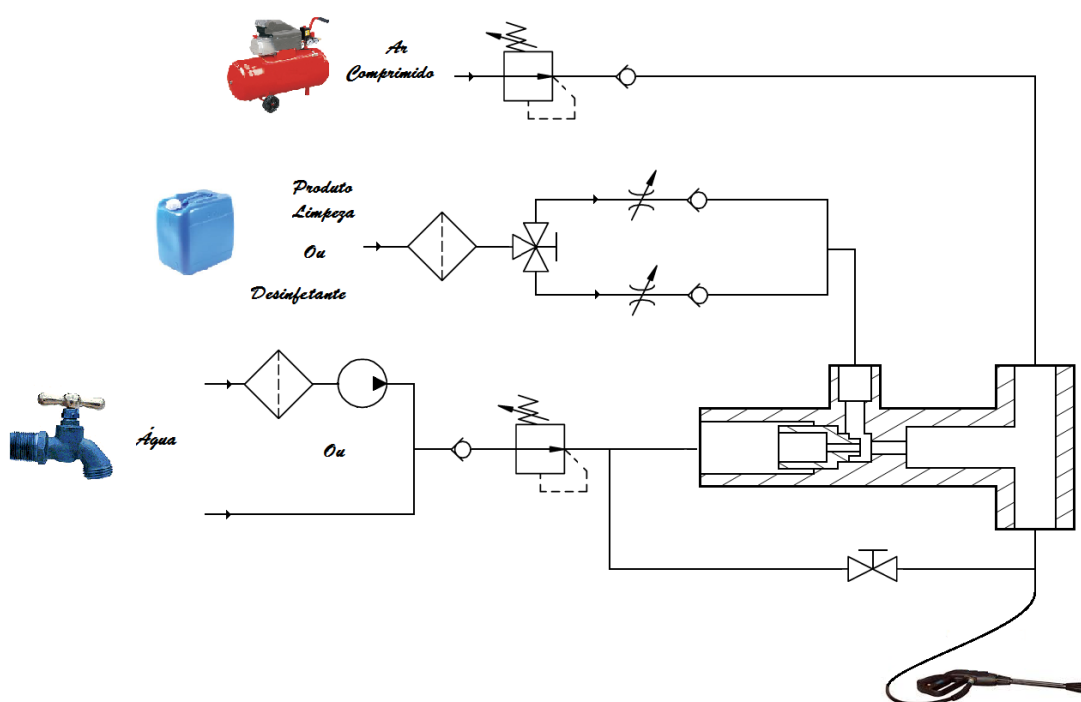 Ar
Comprimido
Produto
Limpeza
Ou
Desinfetante
Água
Ou